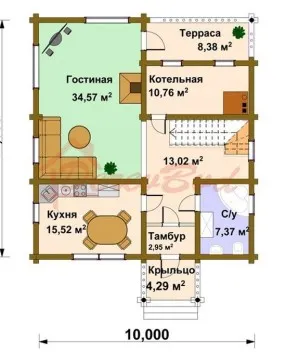 Терраса
8,38 м²
Гостиная
34,57 м²
Котельная
10,76 м²
13,02 м²
Кухня
15,52 м²
С/у
7,37 м²
Тамбур
2,95 м²
Крыльцо
4,29 м²
10,000